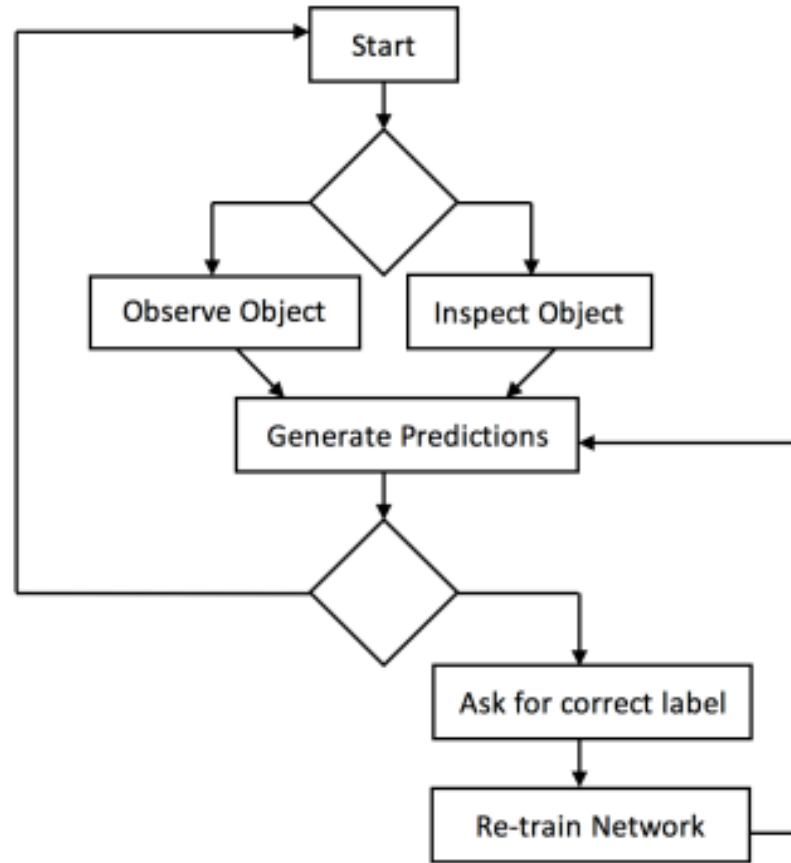 Start
Observe Object
Inspect Object
Generate Predictions
Ask for correct label
Re-train Network